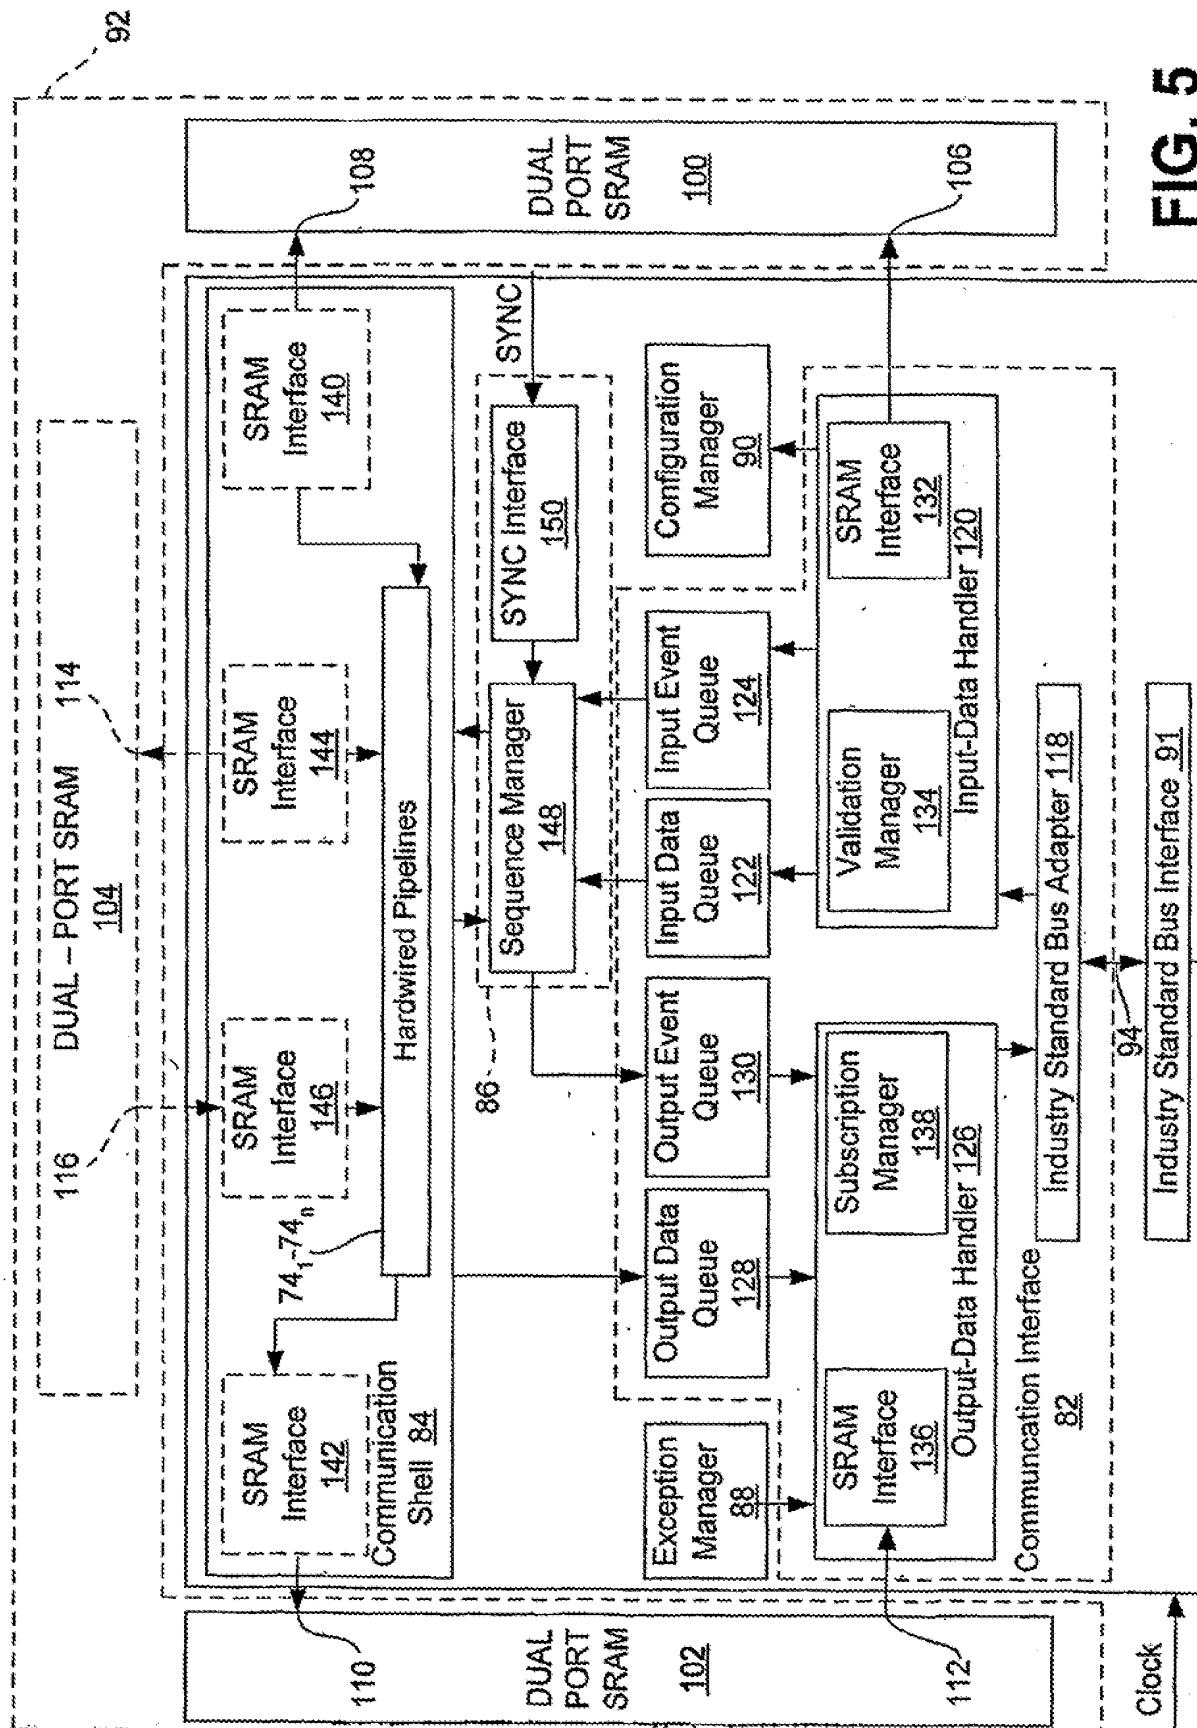 92
DUAL – PORT SRAM
104
116
114
SRAM
Interface
142
SRAM
Interface
146
SRAM
Interface
144
SRAM
Interface
140
74₁-74ₙ
Hardwired Pipelines
Communication
Shell 84
110
108
DUAL
PORT
SRAM
102
DUAL
PORT
SRAM
100
86
Sequence Manager
148
SYNC Interface
150
SYNC
Exception
Manager
88
Output Data
Queue
128
Output Event
Queue
130
Input Data
Queue
122
Input Event
Queue
124
Configuration
Manager
90
112
106
SRAM
Interface
136
Subscription
Manager
138
Output-Data Handler 126
Validation
Manager
134
SRAM
Interface
132
Input-Data Handler 120
Communcation Interface
82
Industry Standard Bus Adapter 118
94
Industry Standard Bus Interface 91
Clock
FIG. 5